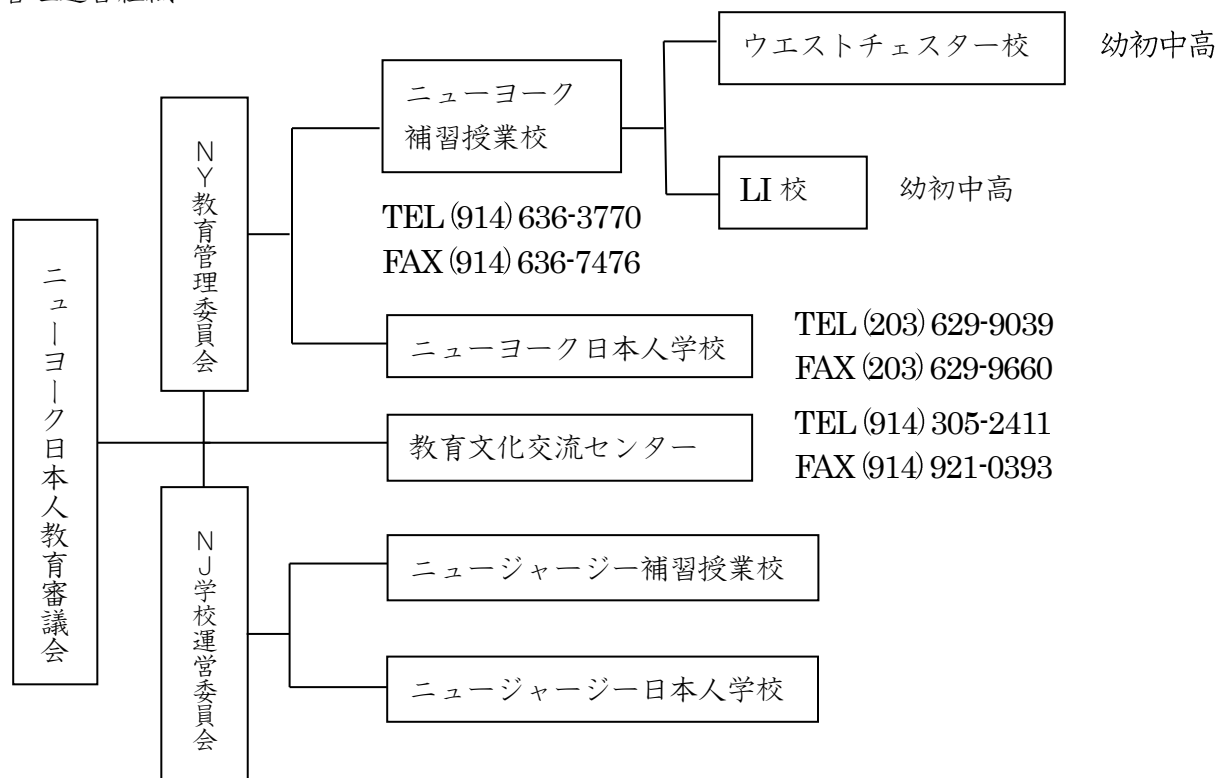 ウエストチェスター校
幼初中高
ニューヨーク
補習授業校
LI 校
幼初中高
TEL (914) 636-3770
FAX (914) 636-7476
NY教育管理委員会
ニューヨーク日本人学校
TEL (203) 629-9039
FAX (203) 629-9660
ニューヨーク日本人教育審議会
教育文化交流センター
TEL (914) 305-2411
FAX (914) 921-0393
NJ学校運営委員会
ニュージャージー補習授業校
ニュージャージー日本人学校